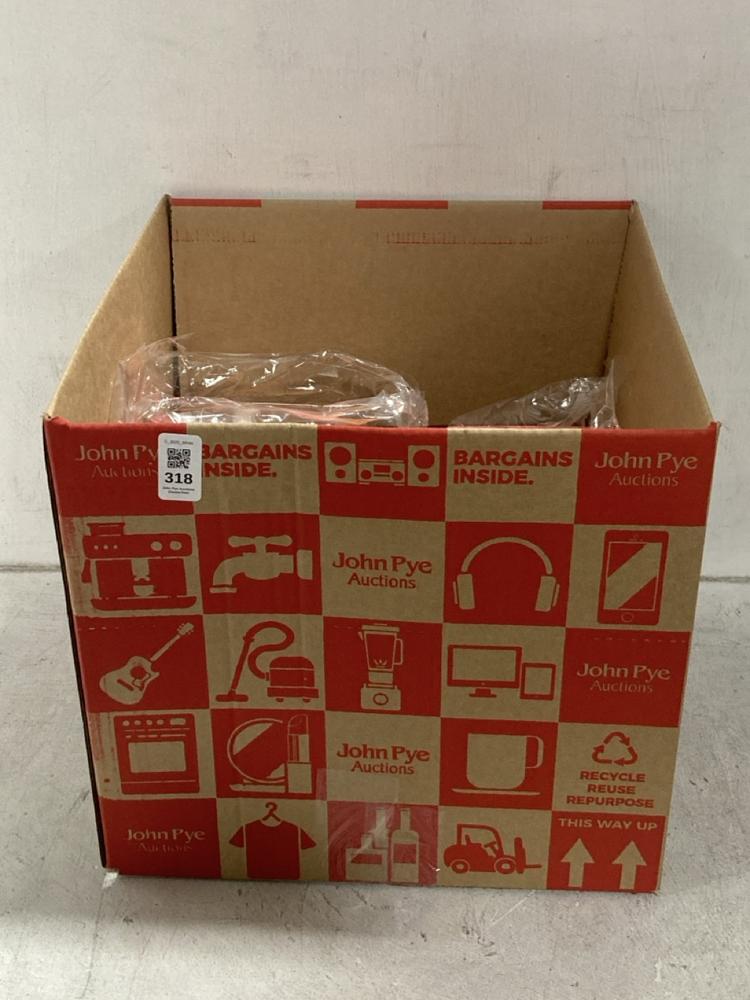 John Py
Auctions
318
BARGAINS
INSIDE.
BARGAINS
INSIDE.
John Pye
Auctions
John Pye
Auctions
John Pye
Auctions
John Pye
Auctions
RECYCLE
REUSE
REPURPOSE
John Pye
Auctions
THIS WAY UP